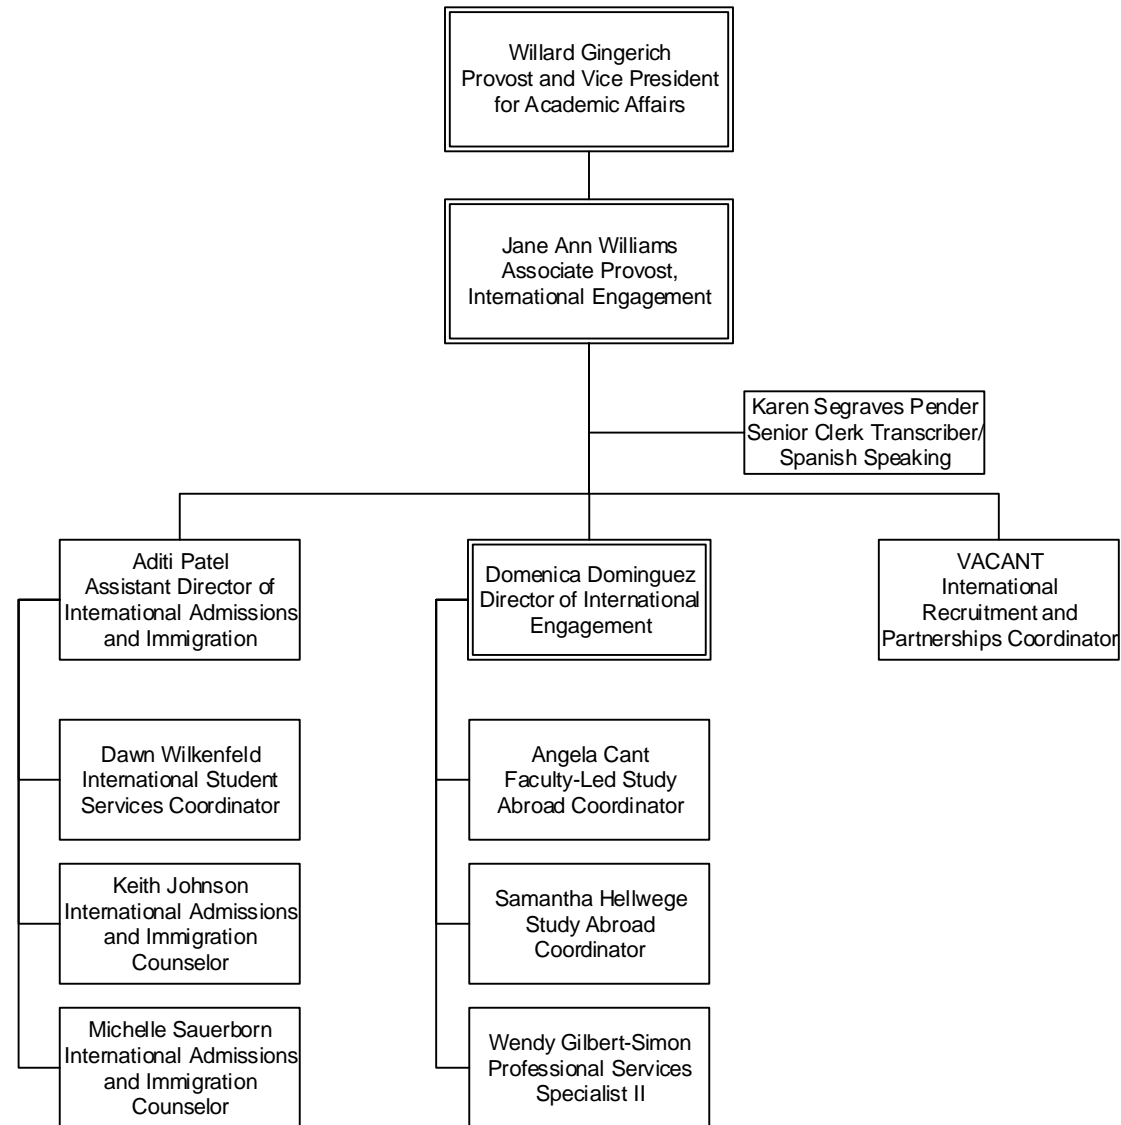 Willard Gingerich
Provost and Vice President
for Academic Affairs
Jane Ann Williams
Associate Provost,
International Engagement
Karen Segraves Pender
Senior Clerk Transcriber/
Spanish Speaking
Aditi Patel
Assistant Director of
International Admissions
and Immigration
Domenica Dominguez
Director of International
Engagement
VACANT
International
Recruitment and
Partnerships Coordinator
Dawn Wilkenfeld
International Student
Services Coordinator
Angela Cant
Faculty-Led Study
Abroad Coordinator
Keith Johnson
International Admissions
and Immigration
Counselor
Samantha Hellwege
Study Abroad
Coordinator
Michelle Sauerborn
International Admissions
and Immigration
Counselor
Wendy Gilbert-Simon
Professional Services
Specialist II